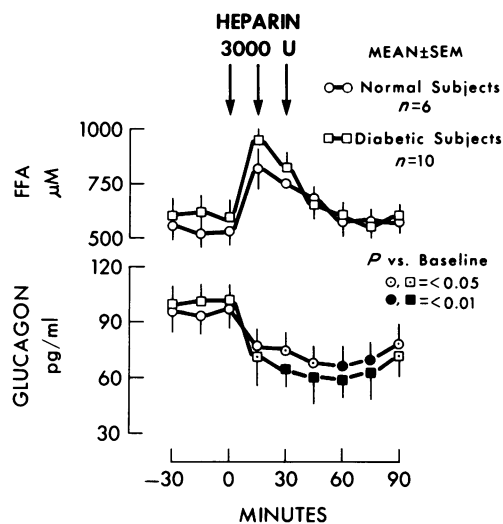 HEPARIN
3000 U
MEAN±SEM
Normal Subjects
n=6
Diabetic Subjects
n=10
FFA
μM
1000
750
500
P vs. Baseline
, =<0.05
, =<0.01
GLUCAGON
pg/ml
120
90
60
30
−30 0 30 60 90
MINUTES